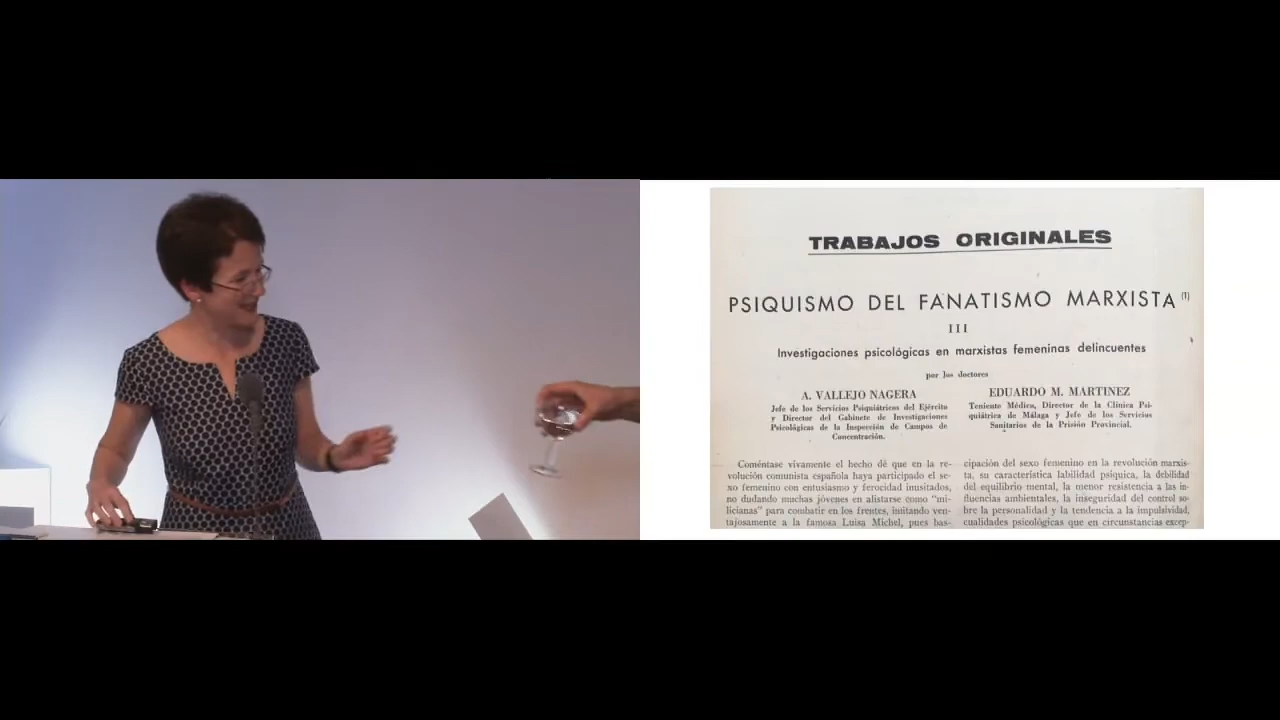 TRABAJOS ORIGINALES
PSIQUISMO DEL FANATISMO MARXISTA (1)
III
Investigaciones psicológicas en marxistas femeninas delincuentes
por los doctores
A. VALLEJO NAGERA
Jefe de los Servicios Psiquiátricos del Ejército
y Director del Gabinete de Investigaciones
Psicológicas de la Inspección de Campos de
Concentración.
EDUARDO M. MARTINEZ
Teniente Médico, Director de la Clínica Psi-
quiátrica de Málaga y Jefe de los Servicios
Sanitarios de la Prisión Provincial.
Coméntase vivamente el hecho de que en la re-
volución comunista española haya participado el se-
xo femenino con entusiasmo y ferocidad inusitados,
no dudando muchas jóvenes en alistarse como "mi-
licianas" para combatir en los frentes, imitando ven-
tajosamente a la famosa Luisa Michel, pues bas-
cipación del sexo femenino en la revolución marxis-
ta, su característica labilidad psíquica, la debilidad
del equilibrio mental, la menor resistencia a las in-
fluencias ambientales, la inseguridad del control so-
bre la personalidad y la tendencia a la impulsividad,
cualidades psicológicas que en circunstancias excep-